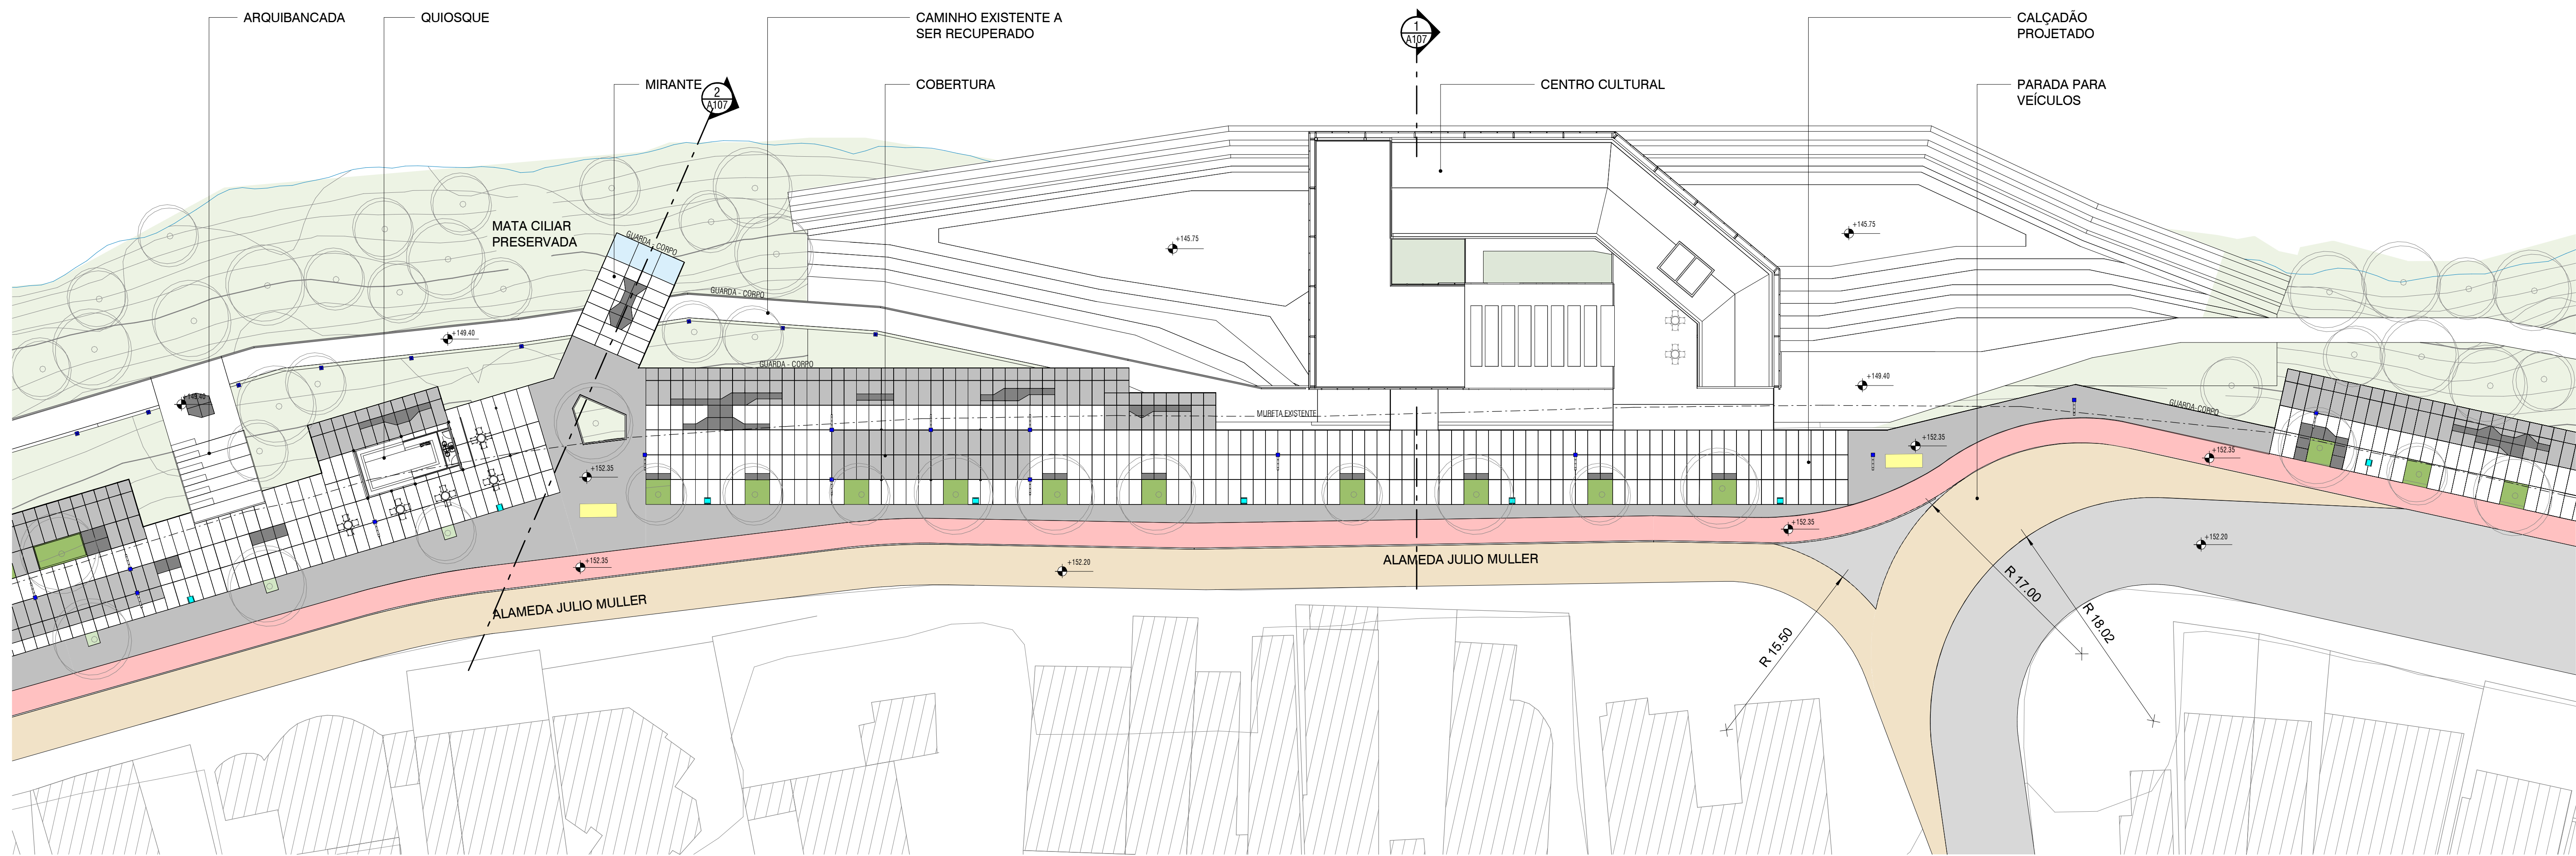 ARQUIBANCADA
QUIOSQUE
CAMINHO EXISTENTE A
SER RECUPERADO
1
A107
CALÇADÃO
PROJETADO
MIRANTE
2
A107
COBERTURA
CENTRO CULTURAL
PARADA PARA
VEÍCULOS
MATA CILIAR
PRESERVADA
GUARDA - CORPO
+145.75
+145.75
GUARDA - CORPO
+149.40
GUARDA - CORPO
+149.40
+149.40
MURETA EXISTENTE
GUARDA-CORPO
+152.35
+152.35
+152.35
+152.35
+152.35
+152.20
+152.20
ALAMEDA JULIO MULLER
ALAMEDA JULIO MULLER
R 17.00
R 18.02
R 15.50